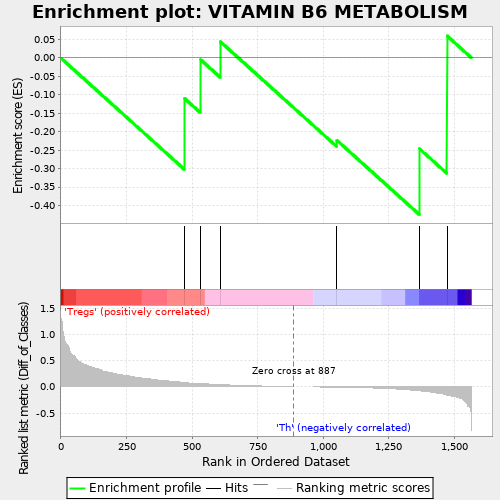 Enrichment plot: VITAMIN B6 METABOLISM
Enrichment score (ES)
0.05
0.00
-0.05
-0.10
-0.15
-0.20
-0.25
-0.30
-0.35
-0.40
Ranked list metric (Diff_of_Classes)
1.5
1.0
0.5
0.0
-0.5
'Tregs' (positively correlated)
Zero cross at 887
'Th' (negatively correlated)
0 250 500 750 1,000 1,250 1,500
Rank in Ordered Dataset
Enrichment profile Hits Ranking metric scores